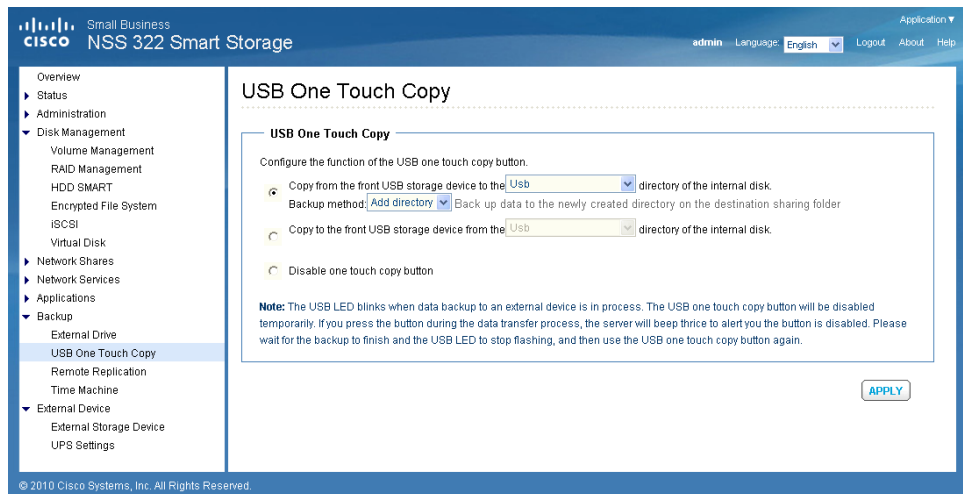 Small Business
CISCO NSS 322 Smart Storage
Application ▼
admin Language: English Logout About Help
Overview
Status
Administration
Disk Management
Volume Management
RAID Management
HDD SMART
Encrypted File System
iSCSI
Virtual Disk
Network Shares
Network Services
Applications
Backup
External Drive
USB One Touch Copy
Remote Replication
Time Machine
External Device
External Storage Device
UPS Settings
USB One Touch Copy
USB One Touch Copy
Configure the function of the USB one touch copy button.
Copy from the front USB storage device to the Usb directory of the internal disk.
Backup method: Add directory Back up data to the newly created directory on the destination sharing folder
Copy to the front USB storage device from the Usb directory of the internal disk.
Disable one touch copy button
Note: The USB LED blinks when data backup to an external device is in process. The USB one touch copy button will be disabled
temporarily. If you press the button during the data transfer process, the server will beep thrice to alert you the button is disabled. Please
wait for the backup to finish and the USB LED to stop flashing, and then use the USB one touch copy button again.
APPLY
© 2010 Cisco Systems, Inc. All Rights Reserved.